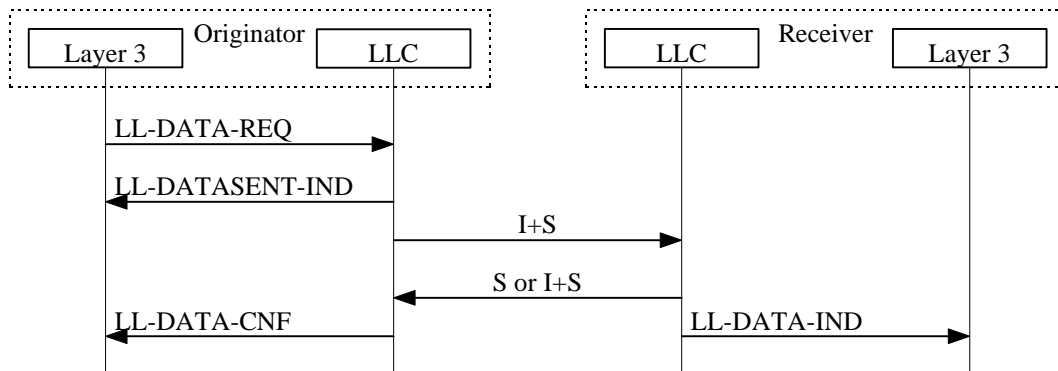 Originator
Receiver
Layer 3
LLC
LLC
Layer 3
LL-DATA-REQ
LL-DATASENT-IND
I+S
S or I+S
LL-DATA-CNF
LL-DATA-IND